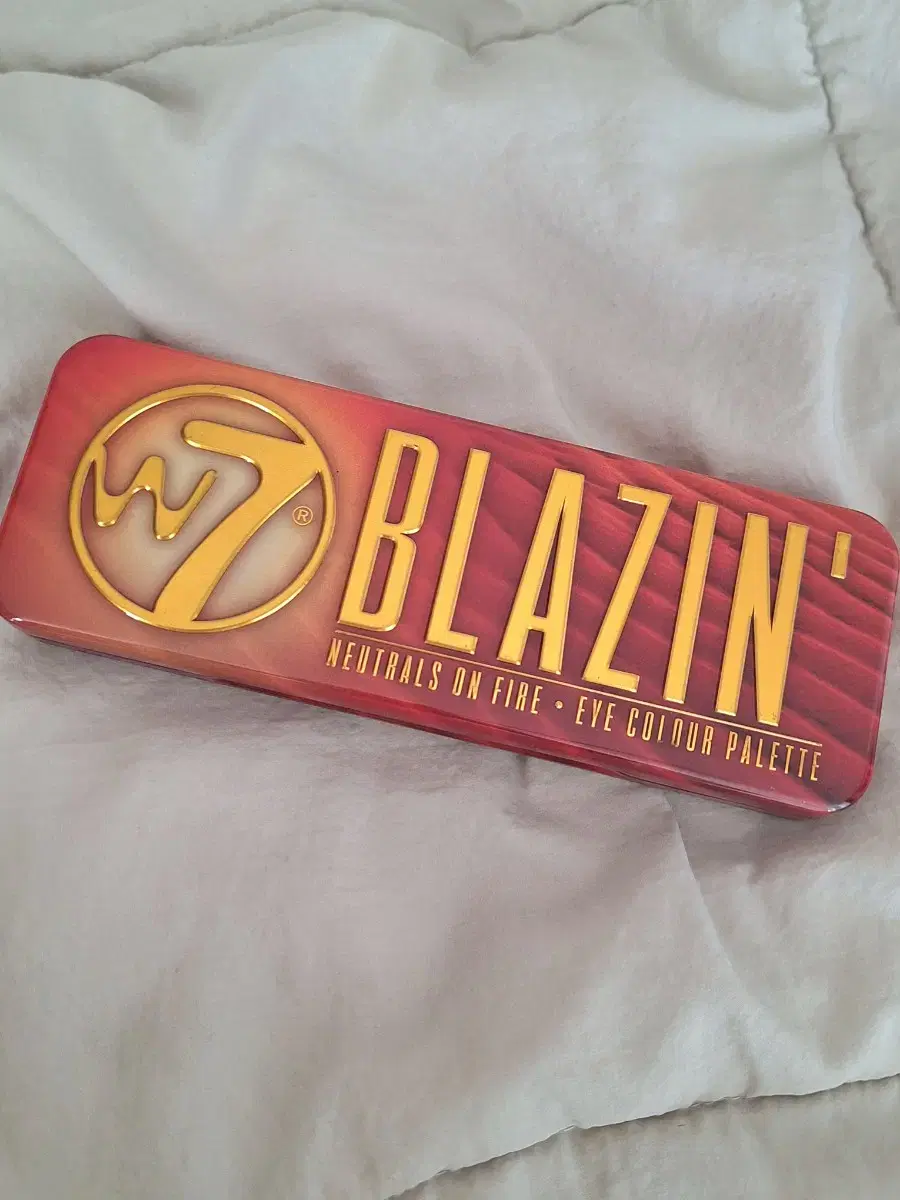 W7®
BLAZIN'
NEUTRALS ON FIRE • EYE COLOUR PALETTE